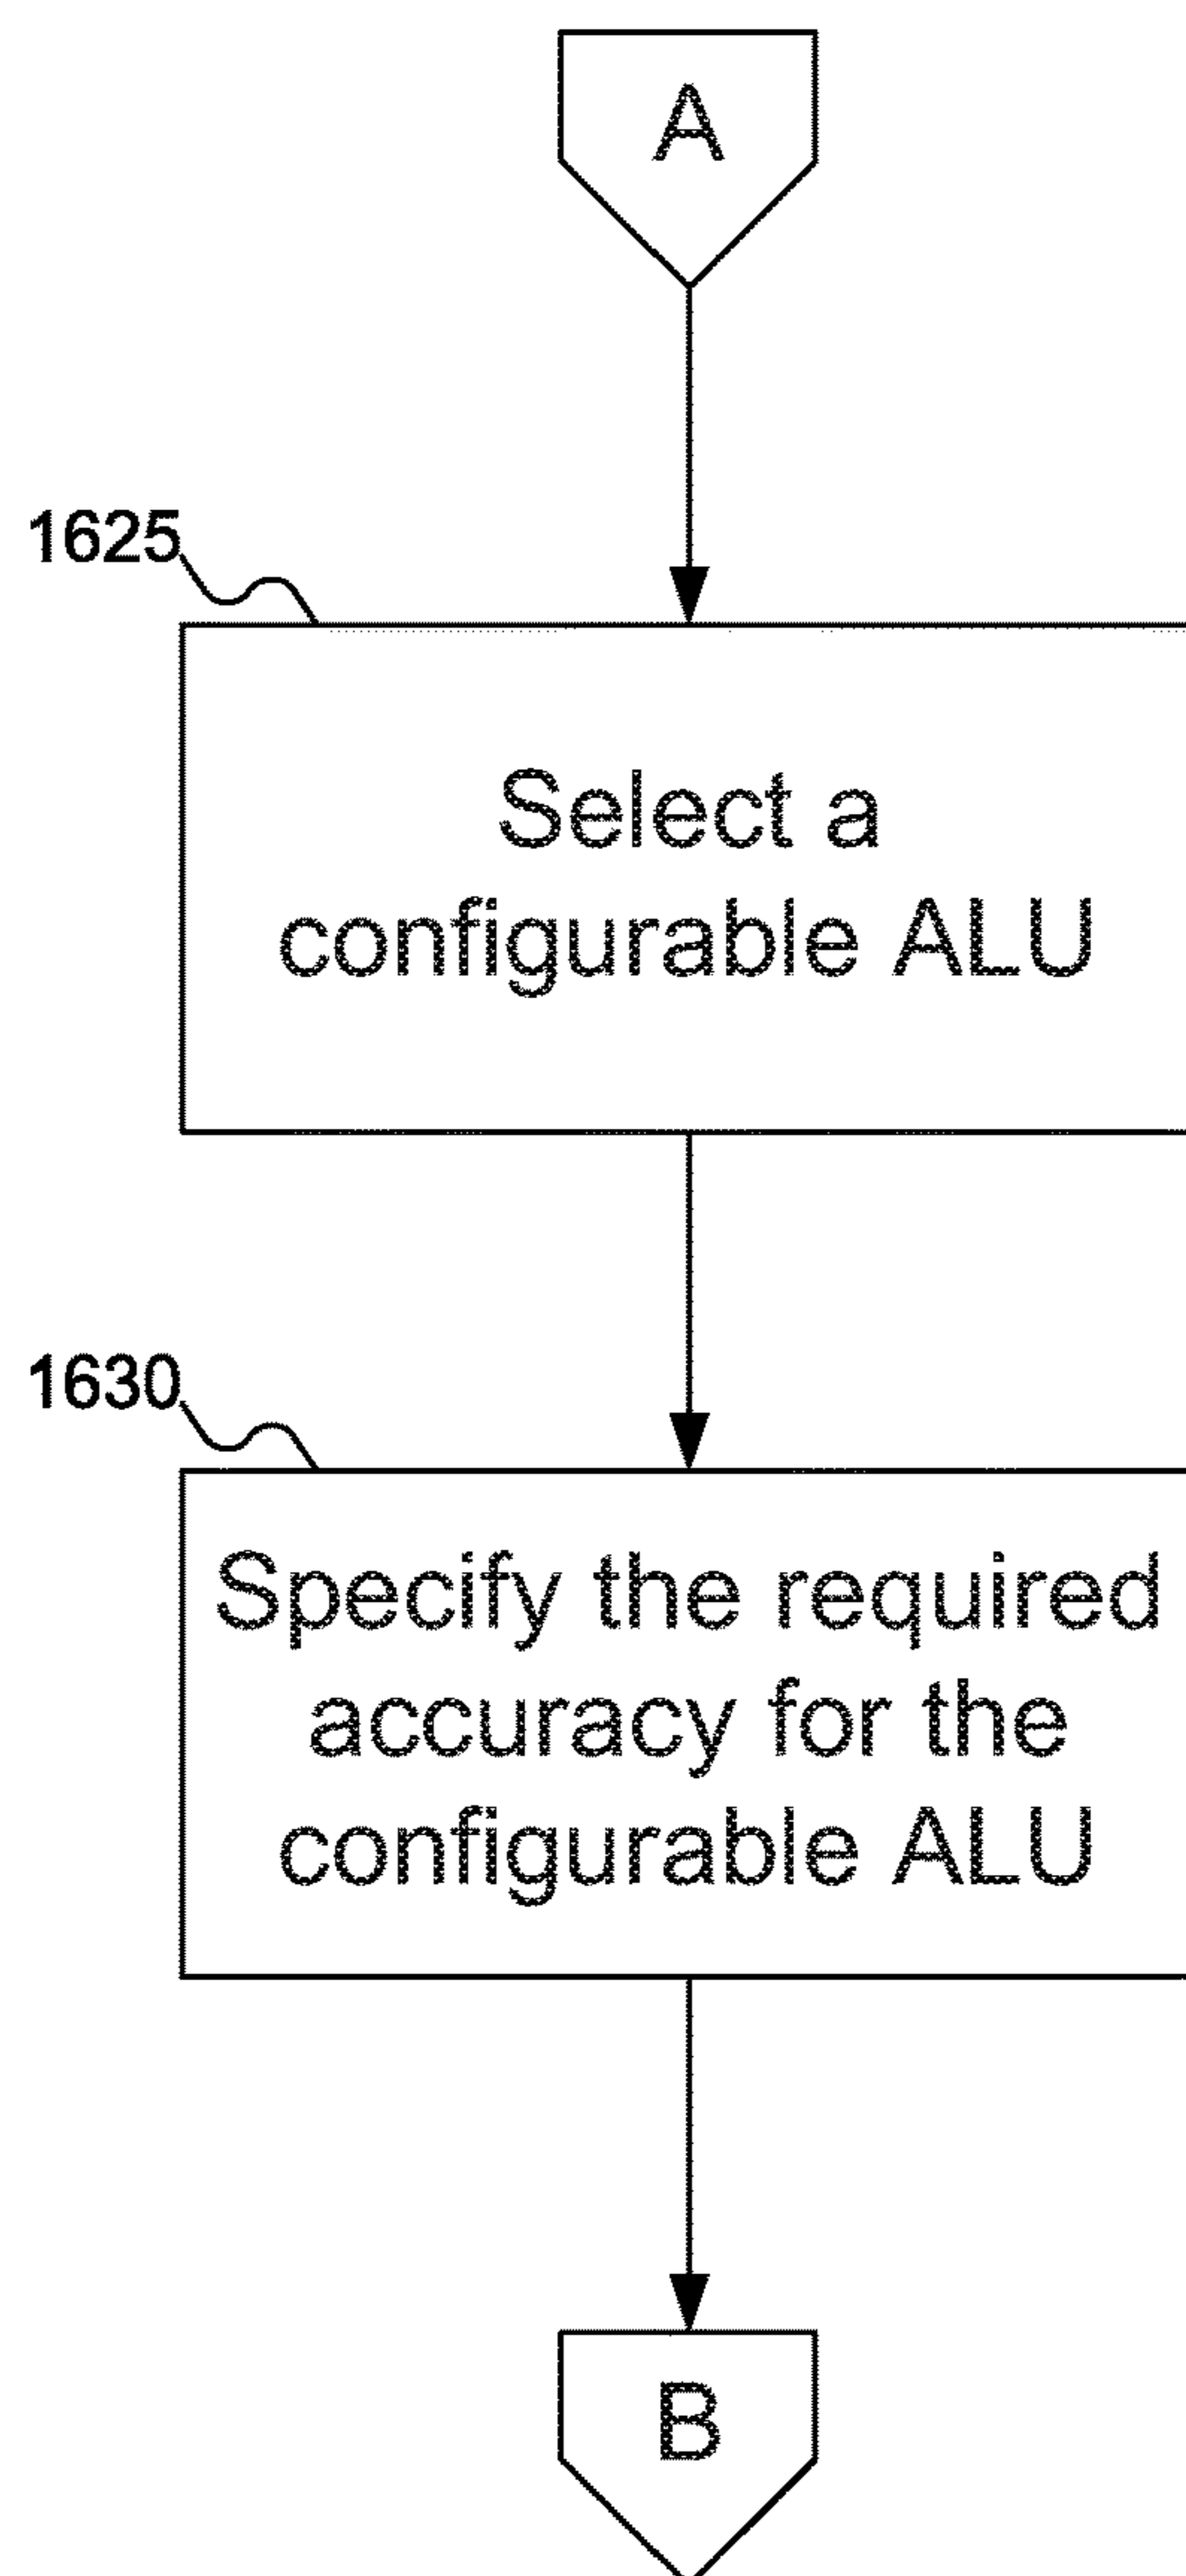 A
1625
Select a
configurable ALU
1630
Specify the required
accuracy for the
configurable ALU
B